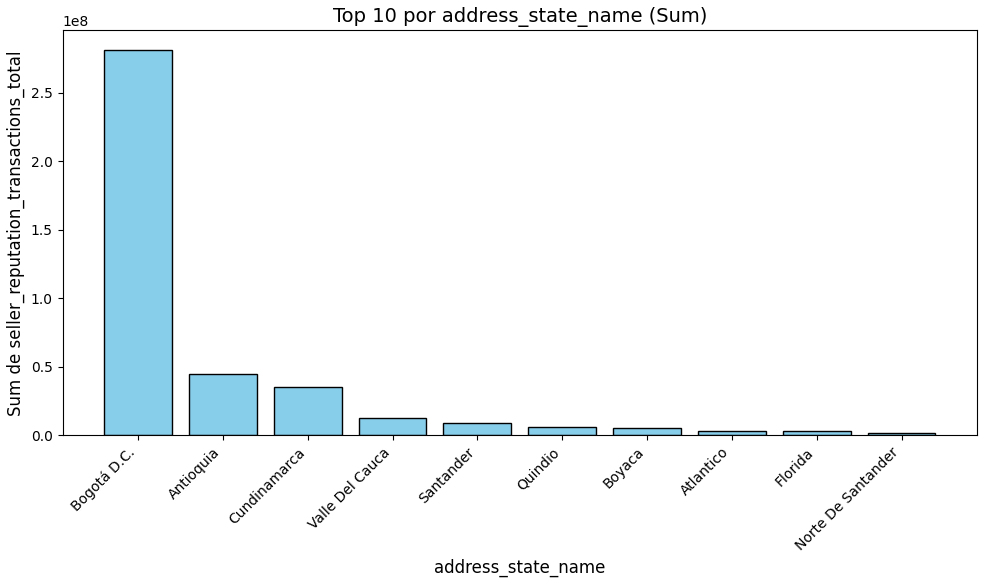 Top 10 por address_state_name (Sum)
1e8
Sum de seller_reputation_transactions_total
2.5
2.0
1.5
1.0
0.5
0.0
Bogotá D.C.
Antioquia
Cundinamarca
Valle Del Cauca
Santander
Quindio
Boyaca
Atlantico
Florida
Norte De Santander
address_state_name